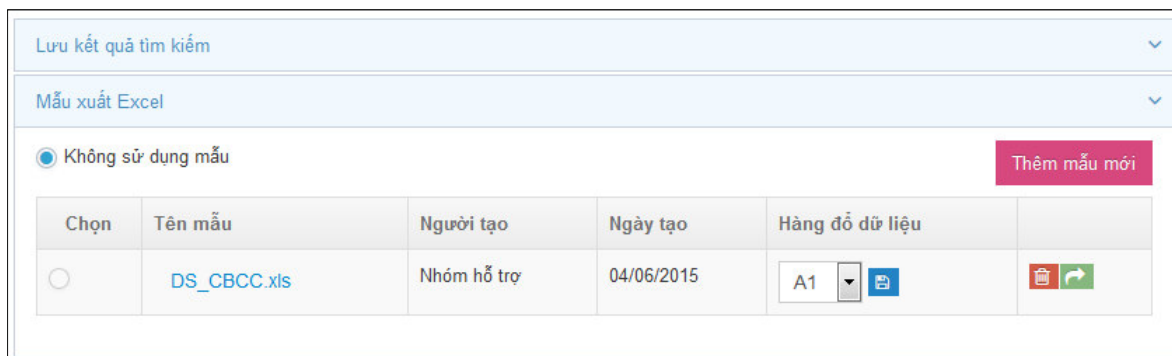 Lưu kết quả tìm kiếm
Mẫu xuất Excel
Không sử dụng mẫu
Thêm mẫu mới
Chọn Tên mẫu Người tạo Ngày tạo Hàng đổ dữ liệu
DS_CBCC.xls Nhóm hỗ trợ 04/06/2015 A1